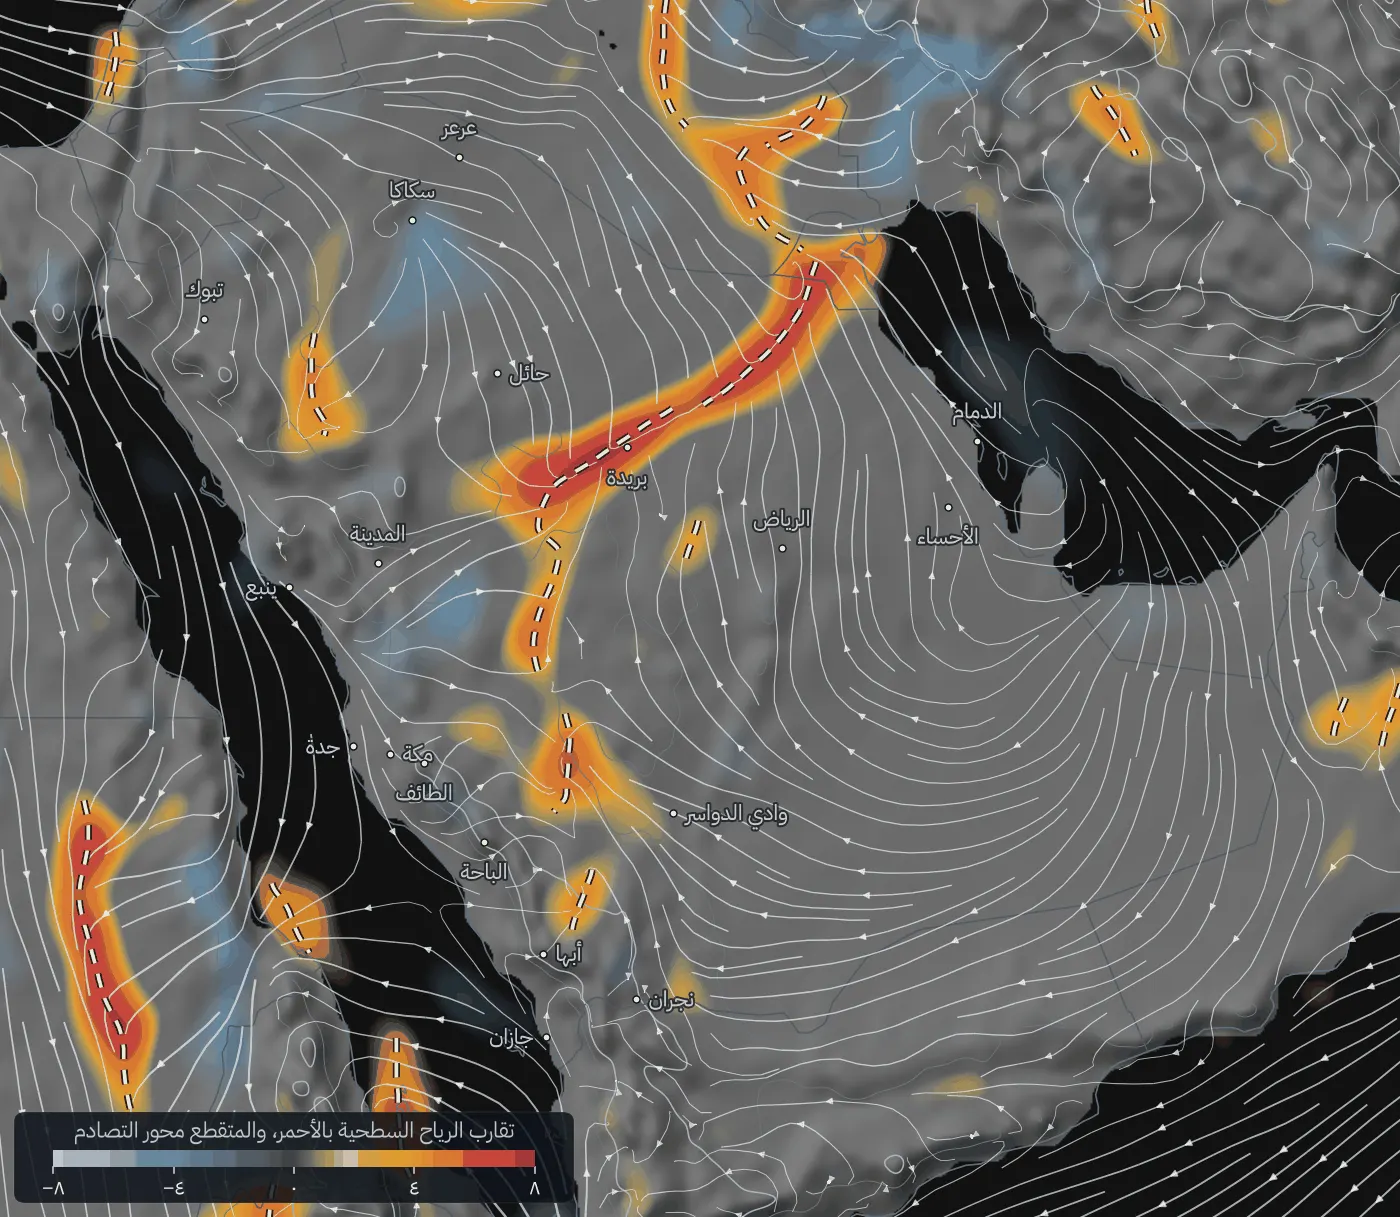 عرعر
سكاكا
تبوك
حائل
الدمام
بريدة
الرياض
المدينة
الأحساء
ينبع
جدة
مكة
الطائف
وادي الدواسر
الباحة
أبها
نجران
جازان
تقارب الرياح السطحية بالأحمر، والمتقطع محور التصادم
−٨ −٤ ٠ ٤ ٨